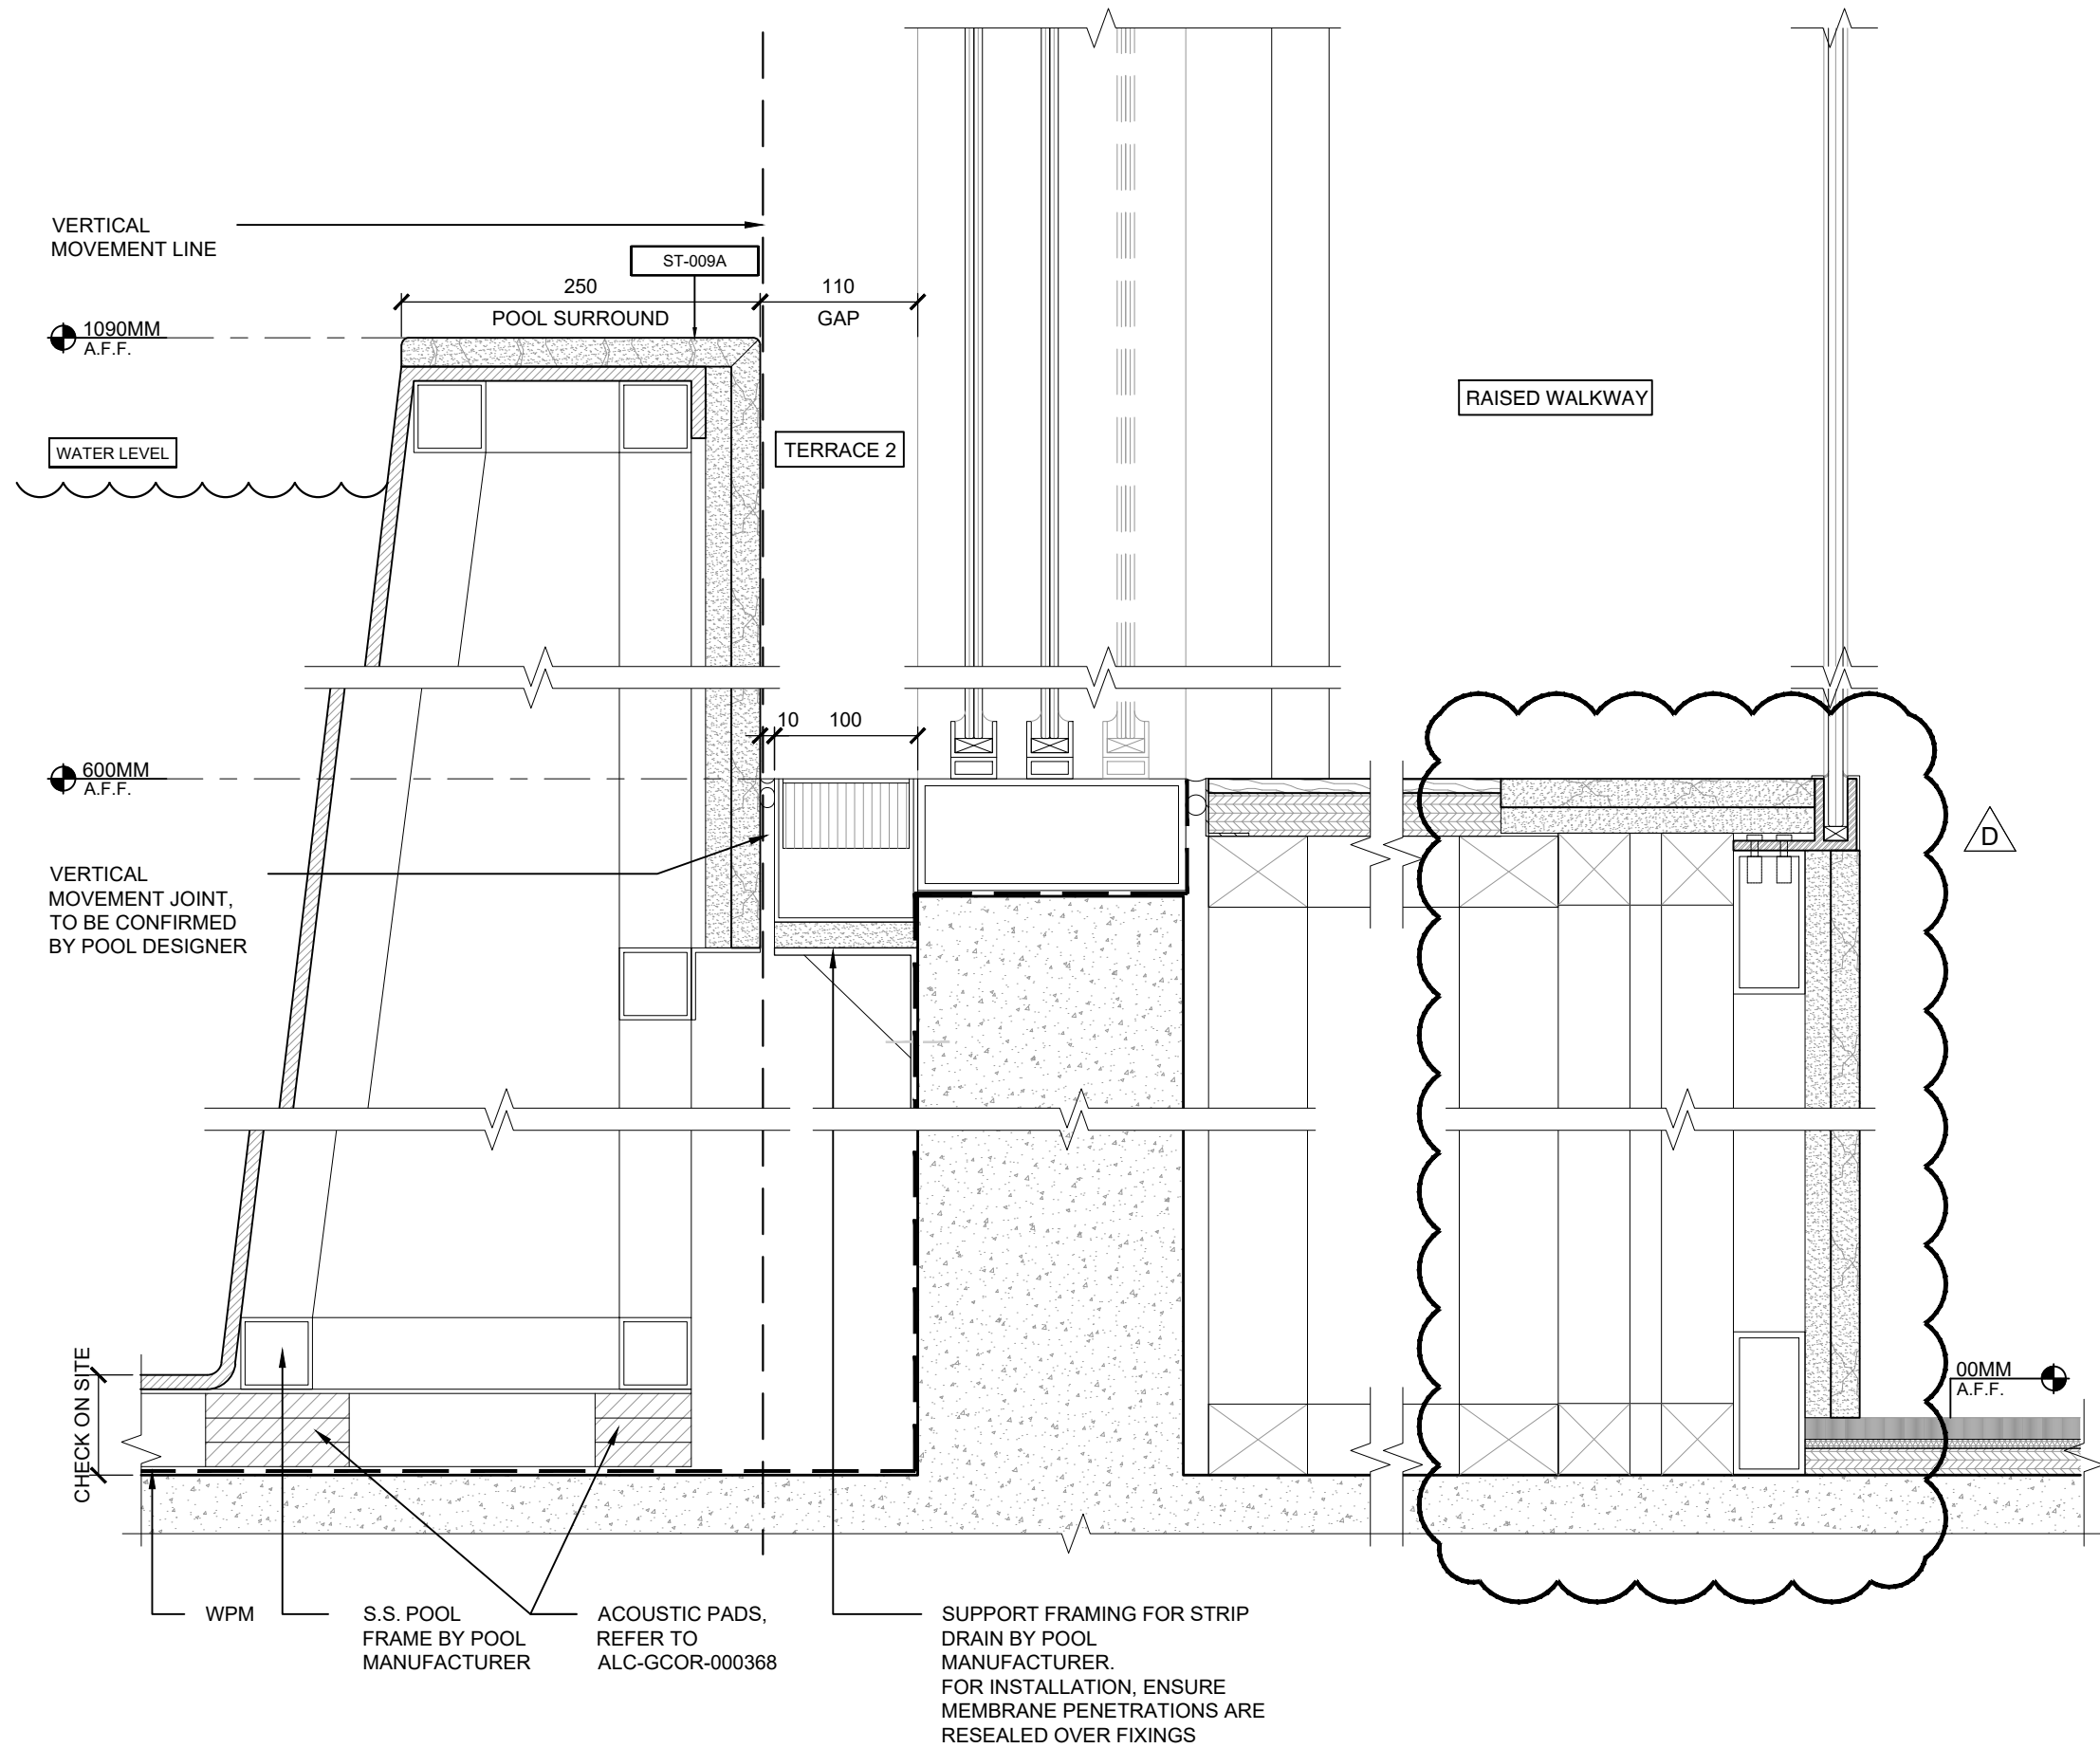 VERTICAL
MOVEMENT LINE
ST-009A
250
POOL SURROUND
110
GAP
1090MM
A.F.F.
RAISED WALKWAY
WATER LEVEL
TERRACE 2
10
100
600MM
A.F.F.
D
VERTICAL
MOVEMENT JOINT,
TO BE CONFIRMED
BY POOL DESIGNER
CHECK ON SITE
00MM
A.F.F.
WPM
S.S. POOL
FRAME BY POOL
MANUFACTURER
ACOUSTIC PADS,
REFER TO
ALC-GCOR-000368
SUPPORT FRAMING FOR STRIP
DRAIN BY POOL
MANUFACTURER.
FOR INSTALLATION, ENSURE
MEMBRANE PENETRATIONS ARE
RESEALED OVER FIXINGS